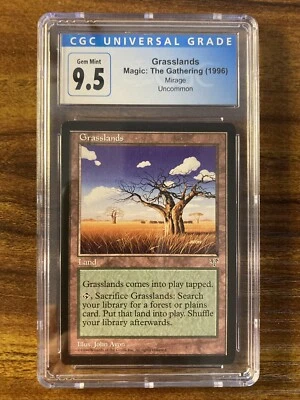 CGC UNIVERSAL GRADE
Gem Mint
9.5
Grasslands
Magic: The Gathering (1996)
Mirage
Uncommon
Grasslands
Land
Grasslands comes into play tapped.
, Sacrifice Grasslands: Search
your library for a forest or plains
card. Put that land into play. Shuffle
your library afterwards.
Illus. John Avon